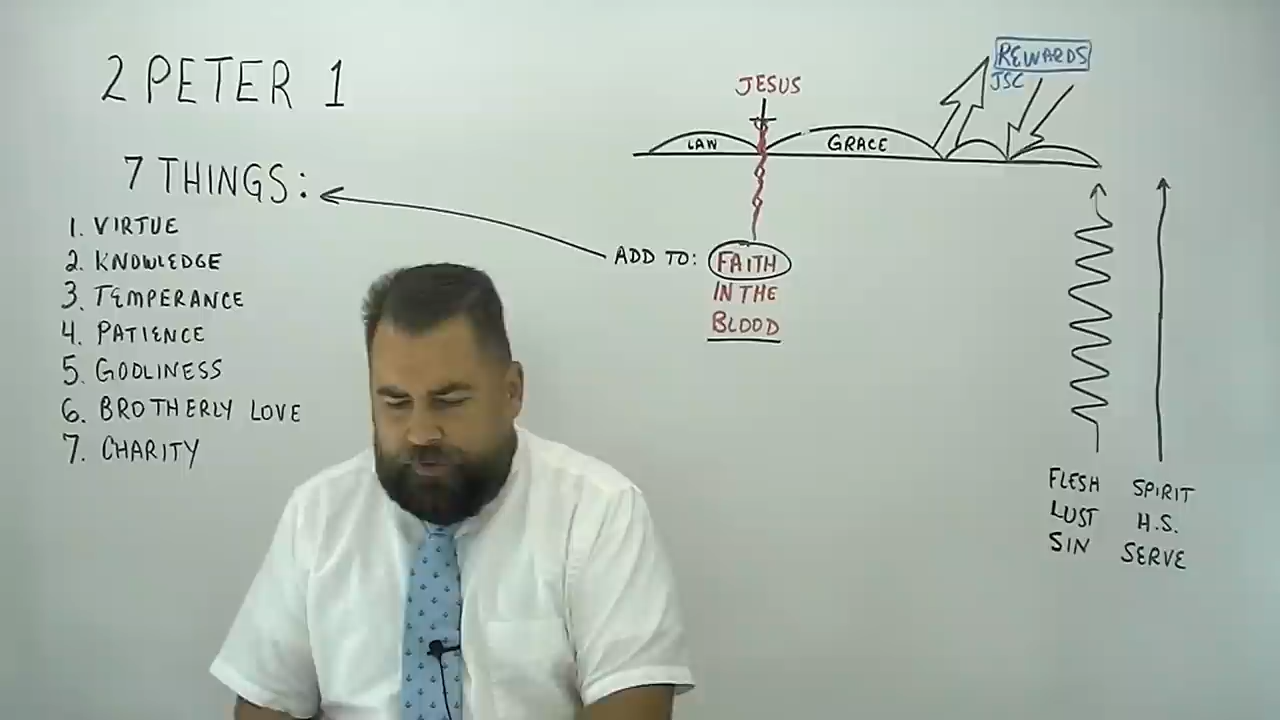 2 PETER 1
7 THINGS:
1. VIRTUE
2. KNOWLEDGE
3. TEMPERANCE
4. PATIENCE
5. GODLINESS
6. BROTHERLY LOVE
7. CHARITY
ADD TO: FAITH
IN THE
BLOOD
JESUS
LAW
GRACE
REWARDS
JSC
FLESH
LUST
SIN
SPIRIT
H.S.
SERVE